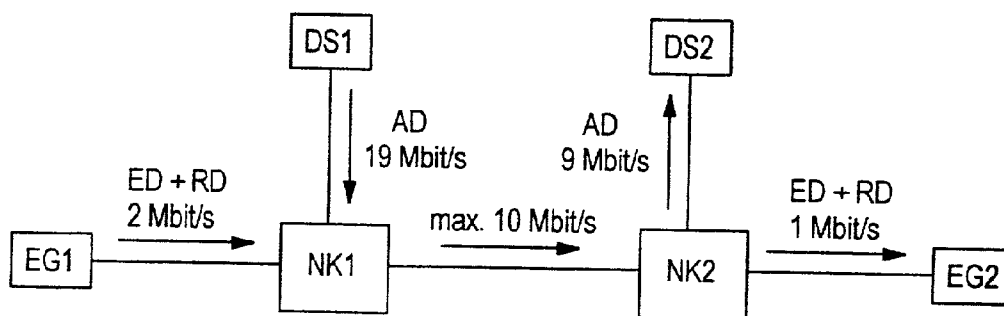 DS1
DS2
AD
19 Mbit/s
AD
9 Mbit/s
ED + RD
2 Mbit/s
max. 10 Mbit/s
ED + RD
1 Mbit/s
EG1
NK1
NK2
EG2